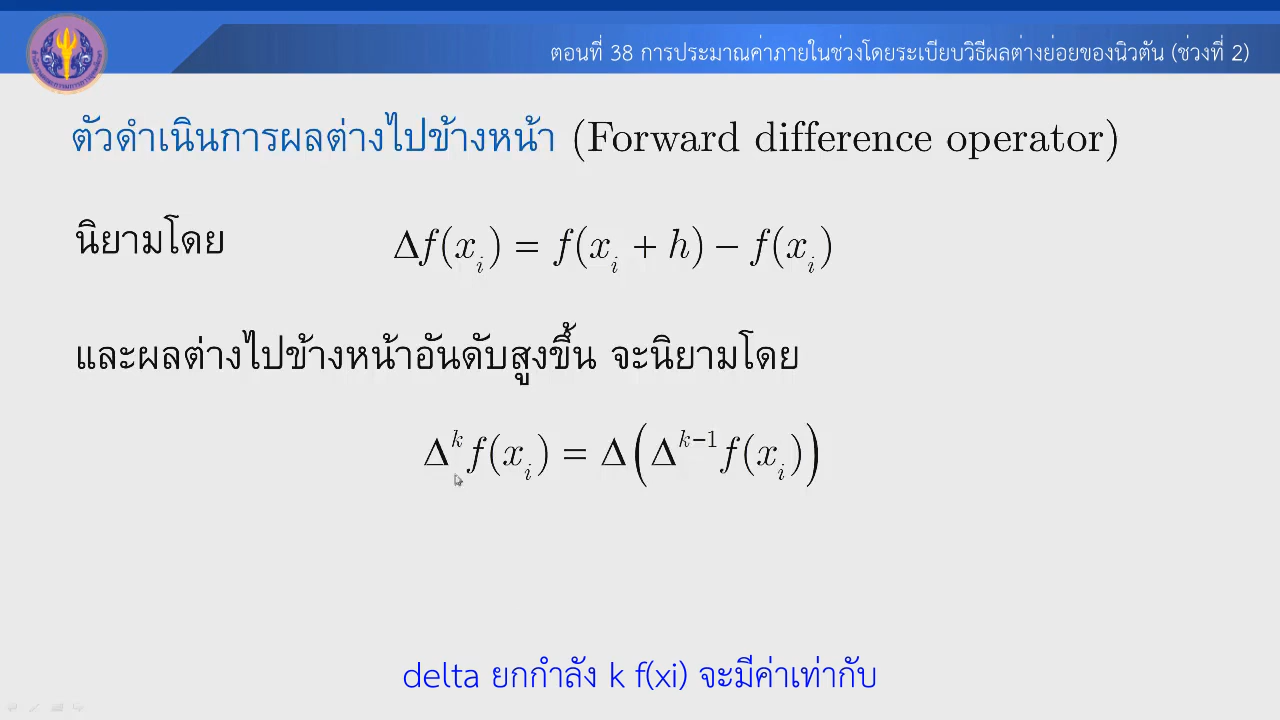 ตอนที่ 38 การประมาณค่าภายในช่วงโดยระเบียบวิธีผลต่างย่อยของนิวตัน (ช่วงที่ 2)
ตัวดำเนินการผลต่างไปข้างหน้า (Forward difference operator)
นิยามโดย Δf(x_i) = f(x_i + h) − f(x_i)
และผลต่างไปข้างหน้าอันดับสูงขึ้น จะนิยามโดย
Δ^k f(x_i) = Δ(Δ^{k−1} f(x_i))
delta ยกกำลัง k f(xi) จะมีค่าเท่ากับ